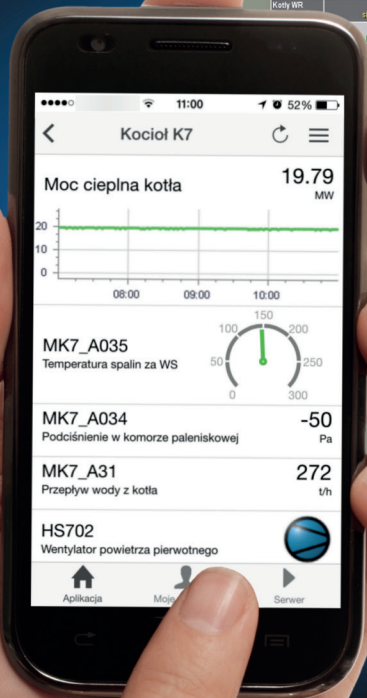 Kotly WR
11:00
52%
Kocioł K7
Moc cieplna kotła
19.79
MW
20
10
0
08:00 09:00 10:00
MK7_A035
Temperatura spalin za WS
0 50 100 150 200 250 300
MK7_A034
Podciśnienie w komorze paleniskowej
-50
Pa
MK7_A31
Przepływ wody z kotła
272
t/h
HS702
Wentylator powietrza pierwotnego
Aplikacja
Moje
Serwer